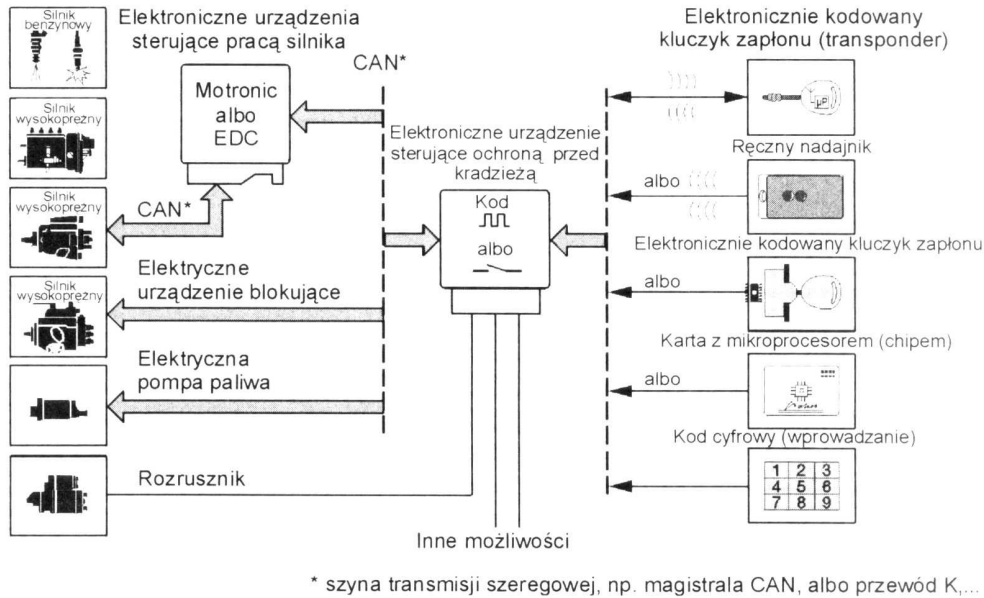 Silnik
benzynowy
Elektroniczne urządzenia
sterujące pracą silnika
CAN*
Motronic
albo
EDC
Silnik
wysokoprężny
Silnik
wysokoprężny
CAN*
Silnik
wysokoprężny
Elektryczne
urządzenie blokujące
Elektryczna
pompa paliwa
Rozrusznik
Elektroniczne urządzenie
sterujące ochroną przed
kradzieżą
Kod
albo
Inne możliwości
Elektronicznie kodowany
kluczyk zapłonu (transponder)
μP
Ręczny nadajnik
albo
Elektronicznie kodowany kluczyk zapłonu
albo
Karta z mikroprocesorem (chipem)
albo
Kod cyfrowy (wprowadzanie)
1 2 3
4 5 6
7 8 9
* szyna transmisji szeregowej, np. magistrala CAN, albo przewód K,...